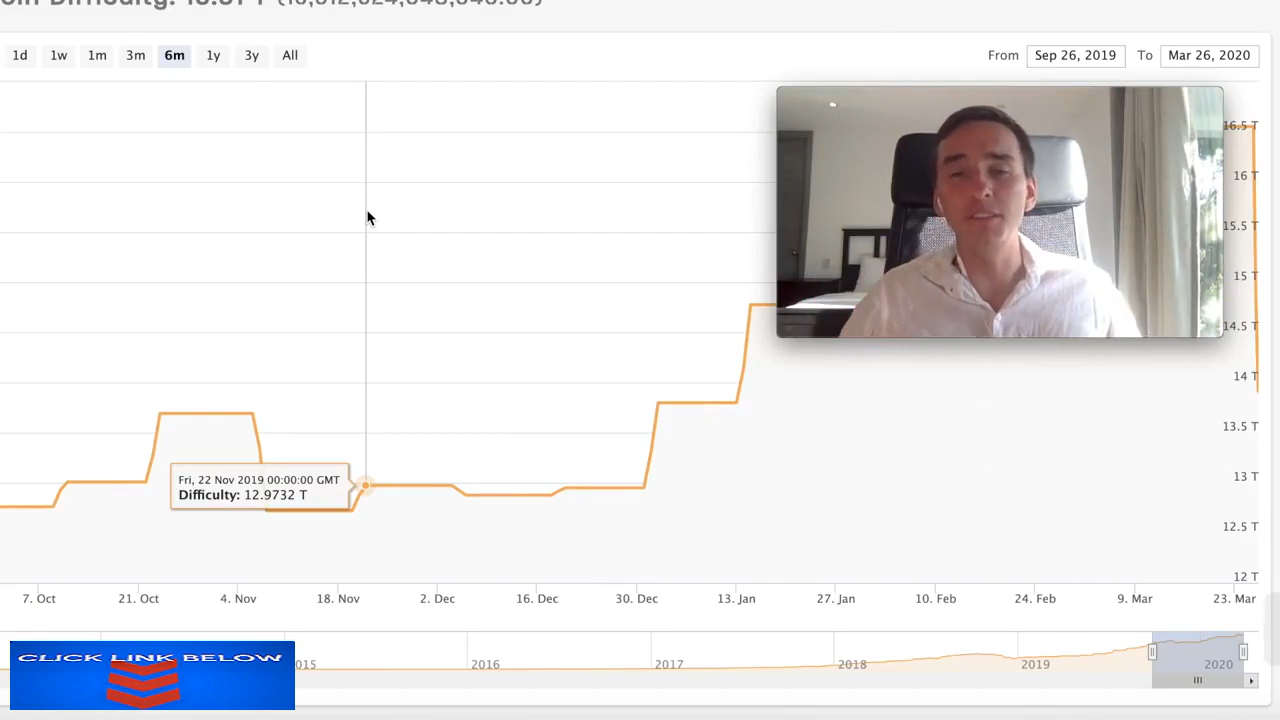 1d 1w 1m 3m 6m 1y 3y All From Sep 26, 2019 To Mar 26, 2020
16.5 T
16 T
15.5 T
15 T
14.5 T
14 T
13.5 T
13 T
12.5 T
12 T
Fri, 22 Nov 2019 00:00:00 GMT
Difficulty: 12.9732 T
7. Oct 21. Oct 4. Nov 18. Nov 2. Dec 16. Dec 30. Dec 13. Jan 27. Jan 10. Feb 24. Feb 9. Mar 23. Mar
2016 2017 2018 2019 2020
CLICK LINK BELOW